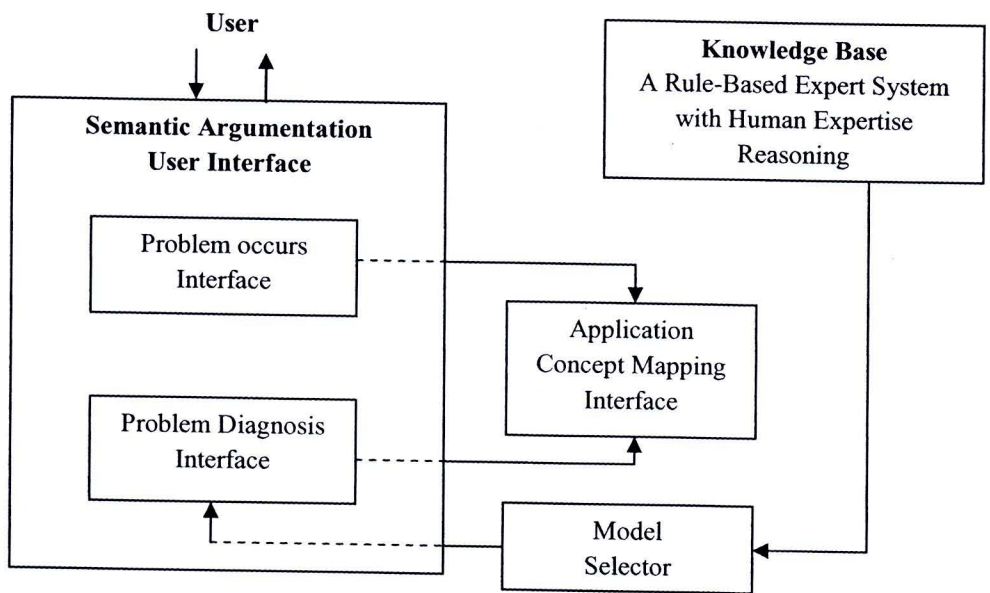 User
Semantic Argumentation
User Interface
Problem occurs
Interface
Problem Diagnosis
Interface
Knowledge Base
A Rule-Based Expert System
with Human Expertise
Reasoning
Application
Concept Mapping
Interface
Model
Selector